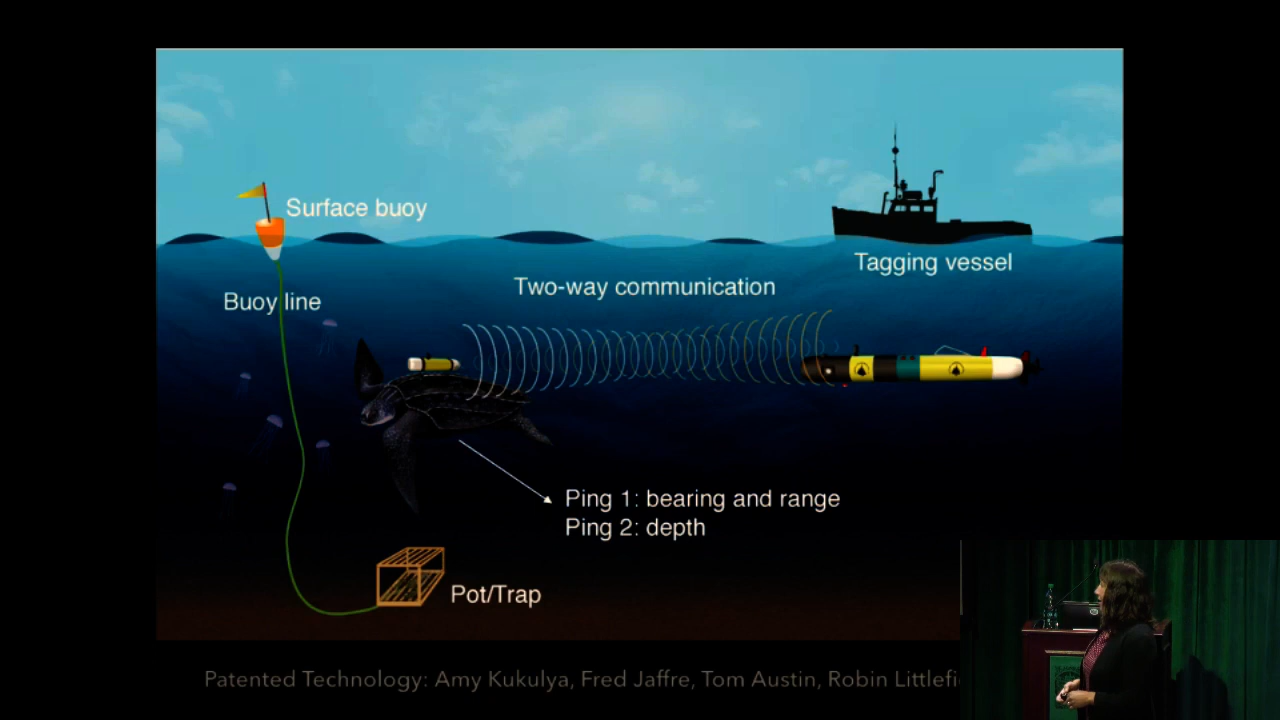 Surface buoy
Tagging vessel
Two-way communication
Buoy line
Ping 1: bearing and range
Ping 2: depth
Pot/Trap
Patented Technology: Amy Kukulya, Fred Jaffre, Tom Austin, Robin